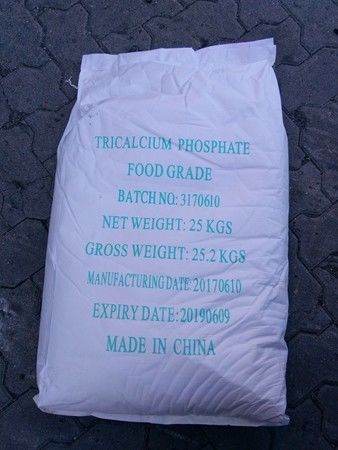 TRICALCIUM PHOSPHATE
FOOD GRADE
BATCH NO: 3170610
NET WEIGHT: 25 KGS
GROSS WEIGHT: 25.2 KGS
MANUFACTURING DATE: 20170610
EXPIRY DATE: 20190609
MADE IN CHINA